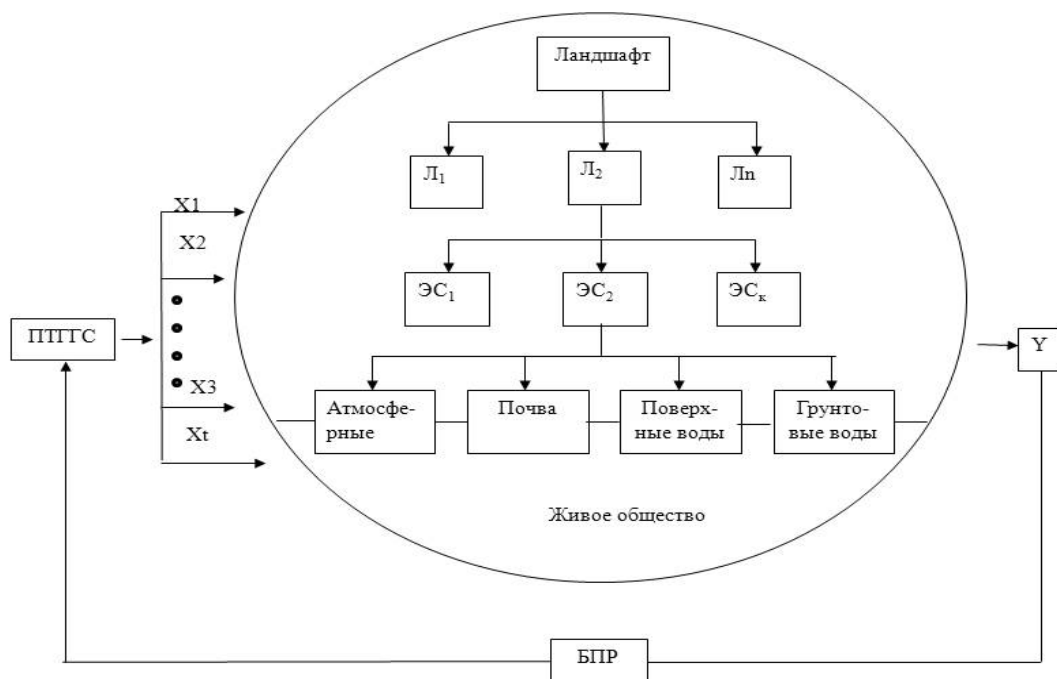 Ландшафт
Л₁
Л₂
Лn
X1
X2
ЭС₁
ЭС₂
ЭСк
ПТГГС
Y
X3
Атмосфе-
рные
Почва
Поверх-
ные воды
Грунто-
вые воды
Xt
Живое общество
БПР